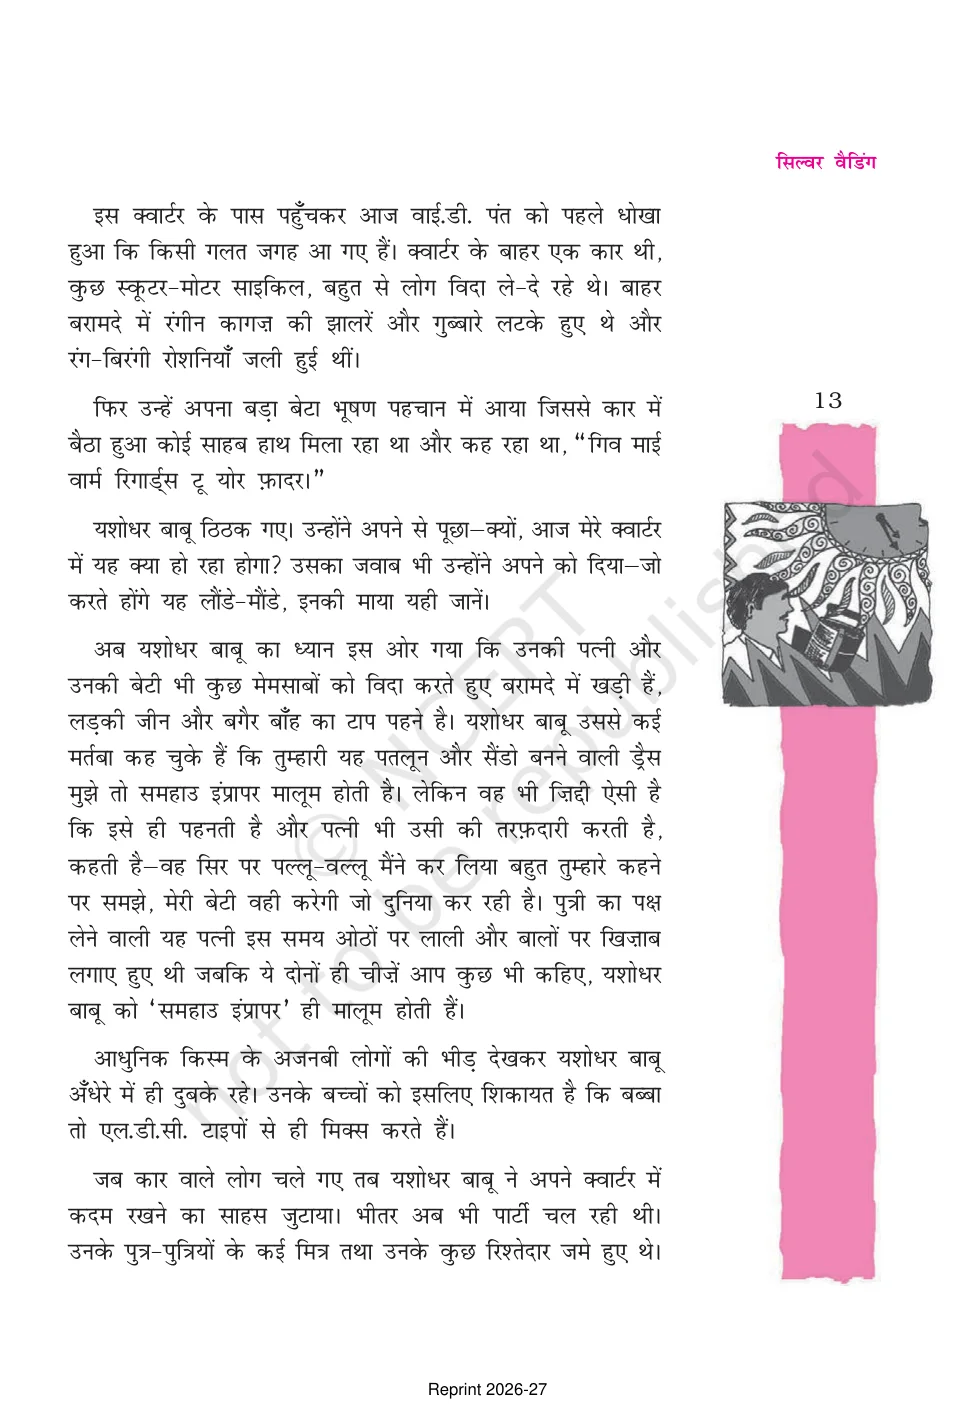 सिल्वर वैडिंग
इस क्वार्टर के पास पहुँचकर आज वाई.डी. पंत को पहले धोखा
हुआ कि किसी गलत जगह आ गए हैं। क्वार्टर के बाहर एक कार थी,
कुछ स्कूटर-मोटर साइकिल, बहुत से लोग विदा ले-दे रहे थे। बाहर
बरामदे में रंगीन कागज़ की झालरें और गुब्बारे लटके हुए थे और
रंग-बिरंगी रोशनियाँ जली हुई थीं।
फिर उन्हें अपना बड़ा बेटा भूषण पहचान में आया जिससे कार में
बैठा हुआ कोई साहब हाथ मिला रहा था और कह रहा था, “गिव माई
वार्म रिगार्ड्स टू योर फ़ादर।”
यशोधर बाबू ठिठक गए। उन्होंने अपने से पूछा—क्यों, आज मेरे क्वार्टर
में यह क्या हो रहा होगा? उसका जवाब भी उन्होंने अपने को दिया—जो
करते होंगे यह लौंडे-मौंडे, इनकी माया यही जानें।
अब यशोधर बाबू का ध्यान इस ओर गया कि उनकी पत्नी और
उनकी बेटी भी कुछ मेमसाबों को विदा करते हुए बरामदे में खड़ी हैं,
लड़की जीन और बगैर बाँह का टाप पहने है। यशोधर बाबू उससे कई
मर्तबा कह चुके हैं कि तुम्हारी यह पतलून और सैंडो बनने वाली ड्रैस
मुझे तो समहाउ इंप्रापर मालूम होती है। लेकिन वह भी ज़िद्दी ऐसी है
कि इसे ही पहनती है और पत्नी भी उसी की तरफ़दारी करती है,
कहती है—वह सिर पर पल्लू-वल्लू मैंने कर लिया बहुत तुम्हारे कहने
पर समझे, मेरी बेटी वही करेगी जो दुनिया कर रही है। पुत्री का पक्ष
लेने वाली यह पत्नी इस समय ओठों पर लाली और बालों पर खिज़ाब
लगाए हुए थी जबकि ये दोनों ही चीज़ें आप कुछ भी कहिए, यशोधर
बाबू को ‘समहाउ इंप्रापर’ ही मालूम होती हैं।
आधुनिक किस्म के अजनबी लोगों की भीड़ देखकर यशोधर बाबू
अँधेरे में ही दुबके रहे। उनके बच्चों को इसलिए शिकायत है कि बब्बा
तो एल.डी.सी. टाइपों से ही मिक्स करते हैं।
जब कार वाले लोग चले गए तब यशोधर बाबू ने अपने क्वार्टर में
कदम रखने का साहस जुटाया। भीतर अब भी पार्टी चल रही थी।
उनके पुत्र-पुत्रियों के कई मित्र तथा उनके कुछ रिश्तेदार जमे हुए थे।
13
© NCERT
not to be republished
Reprint 2026-27